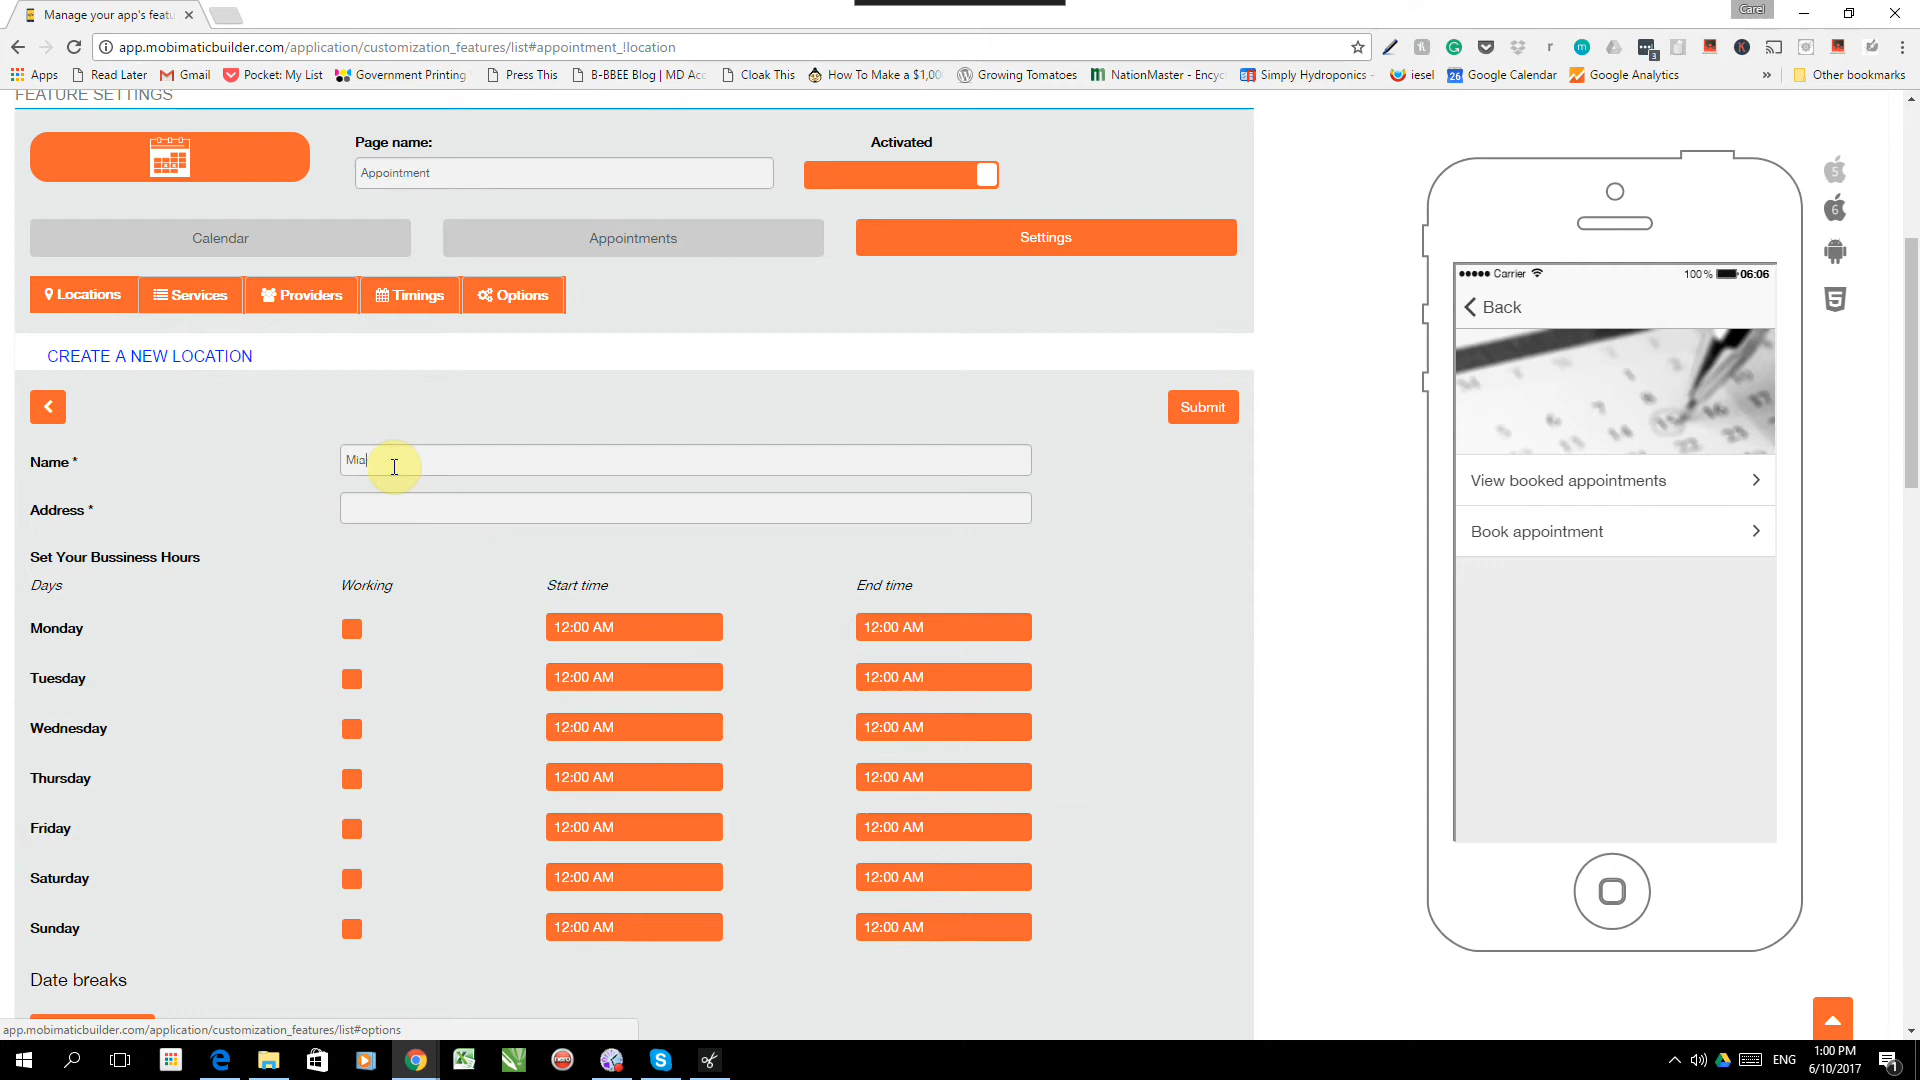 Manage your app's featu
Carel
app.mobimaticbuilder.com/application/customization_features/list#appointment_!location
Apps Read Later Gmail Pocket: My List Government Printing Press This B-BBEE Blog | MD Acc Cloak This How To Make a $1,00 Growing Tomatoes NationMaster - Ency Simply Hydroponics - iesel 26 Google Calendar Google Analytics » Other bookmarks
FEATURE SETTINGS
Page name:
Activated
Appointment
Calendar Appointments Settings
Locations Services Providers Timings Options
CREATE A NEW LOCATION
Submit
Name * Mia
Address *
Set Your Bussiness Hours
Days Working Start time End time
Monday 12:00 AM 12:00 AM
Tuesday 12:00 AM 12:00 AM
Wednesday 12:00 AM 12:00 AM
Thursday 12:00 AM 12:00 AM
Friday 12:00 AM 12:00 AM
Saturday 12:00 AM 12:00 AM
Sunday 12:00 AM 12:00 AM
Date breaks
Carrier 100% 06:06
Back
View booked appointments
Book appointment
5
6
app.mobimaticbuilder.com/application/customization_features/list#options
ENG
1:00 PM
6/10/2017
1